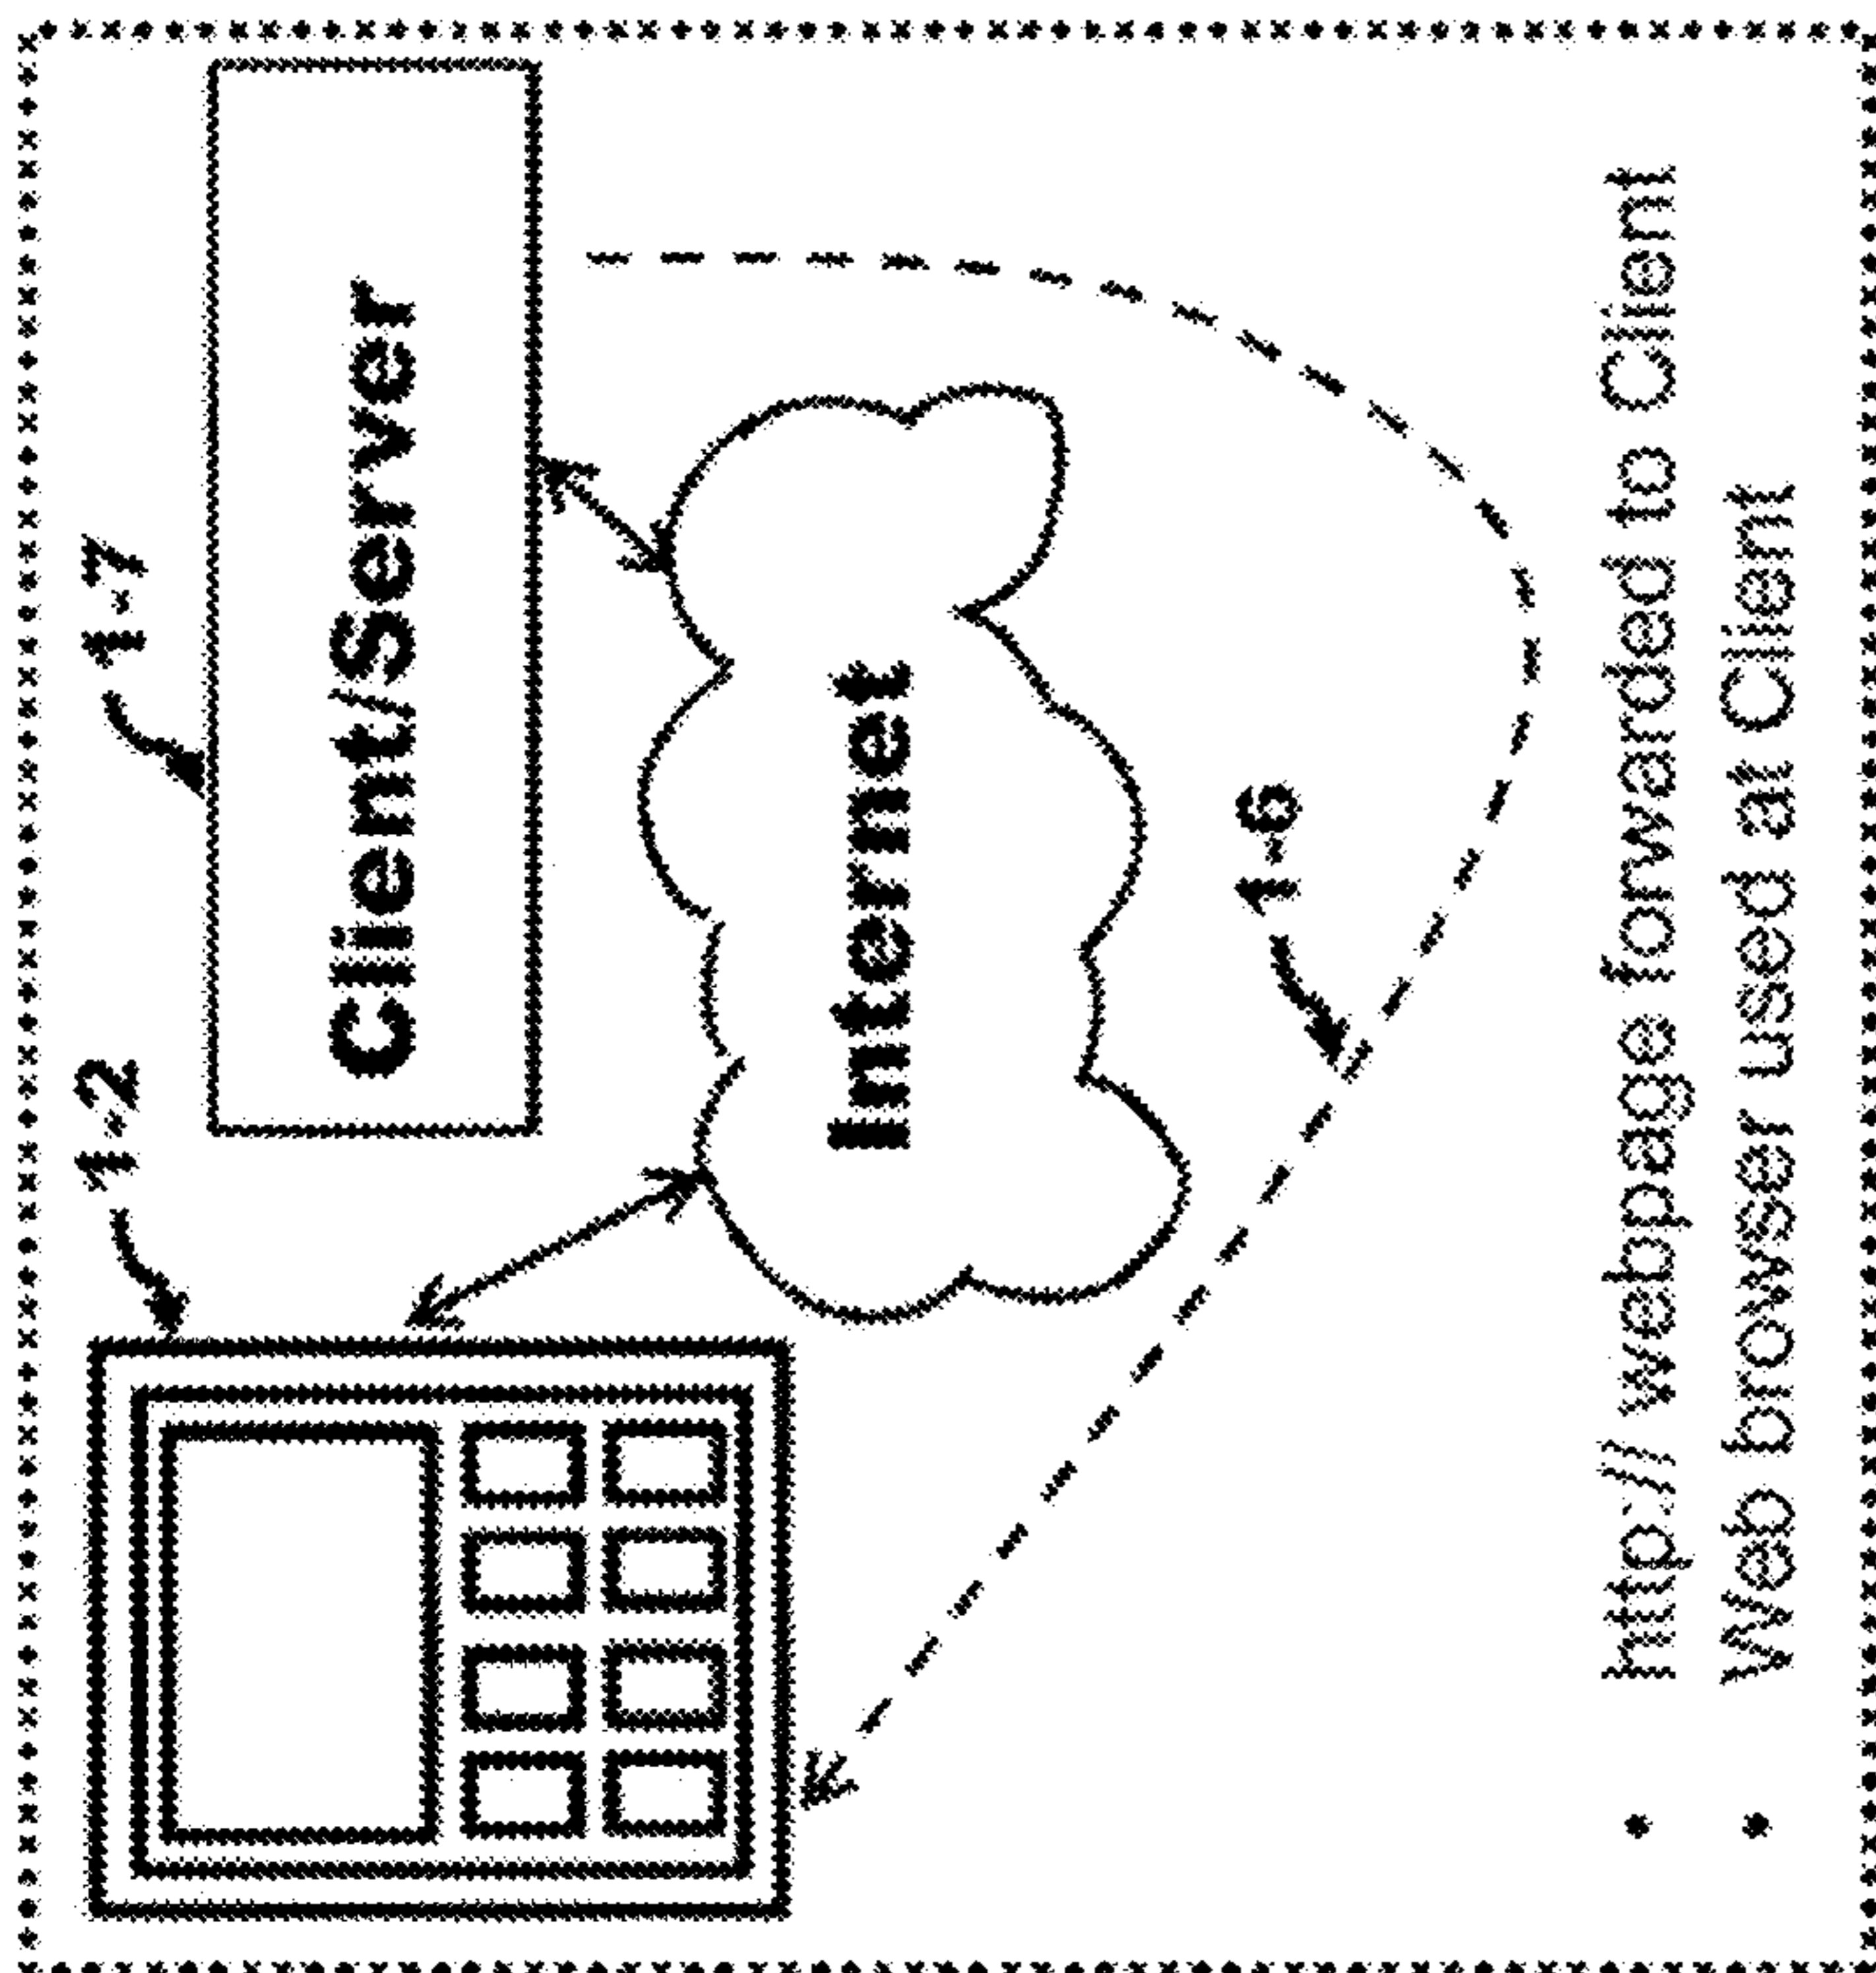 1-2
1-7
Client/Server
Internet
1-6
• http:// webpage forwarded to Client
• Web browser used at Client